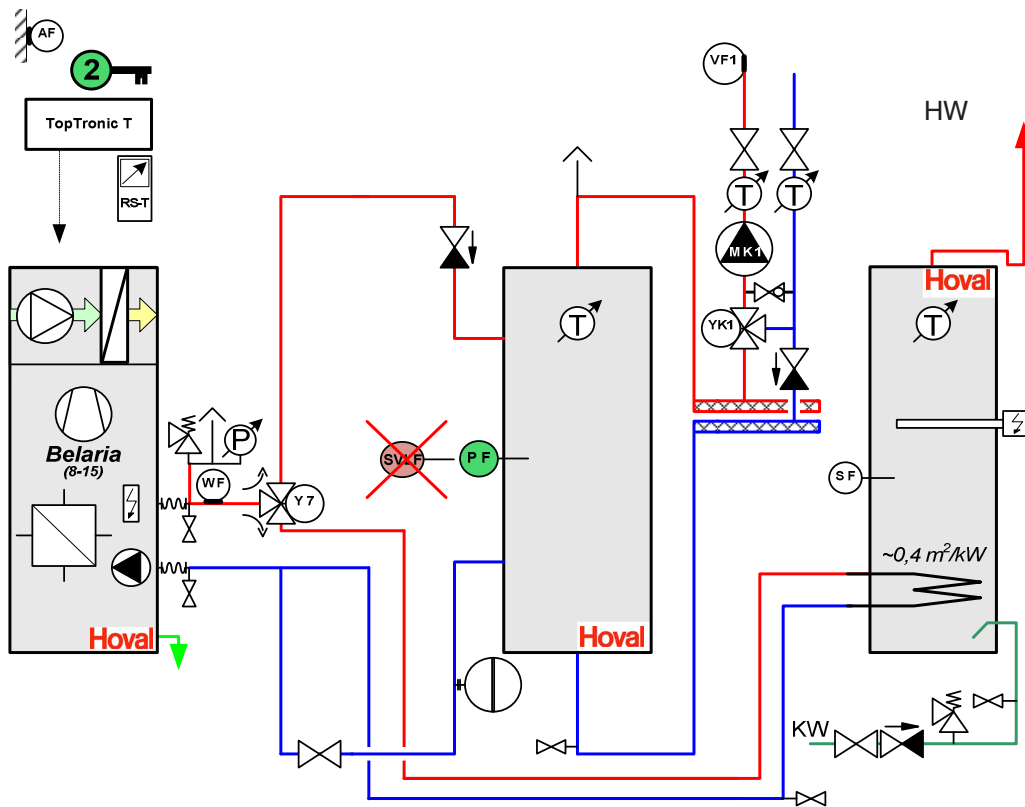 AF
2
TopTronic T
RS-T
VF1
HW
T
T
MK1
YK1
Hoval
T
T
Belaria
(8-15)
P
WF
Y7
SVLF
PF
SF
~0,4 m²/kW
Hoval
Hoval
KW